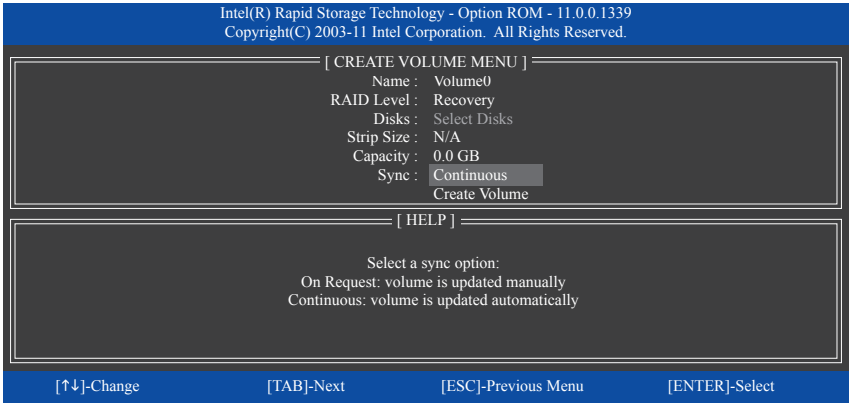 Intel(R) Rapid Storage Technology - Option ROM - 11.0.0.1339
Copyright(C) 2003-11 Intel Corporation.  All Rights Reserved.
[ CREATE VOLUME MENU ]
Name : Volume0
RAID Level : Recovery
Disks : Select Disks
Strip Size : N/A
Capacity : 0.0 GB
Sync : Continuous
Create Volume
[ HELP ]
Select a sync option:
On Request: volume is updated manually
Continuous: volume is updated automatically
[↑↓]-Change [TAB]-Next [ESC]-Previous Menu [ENTER]-Select